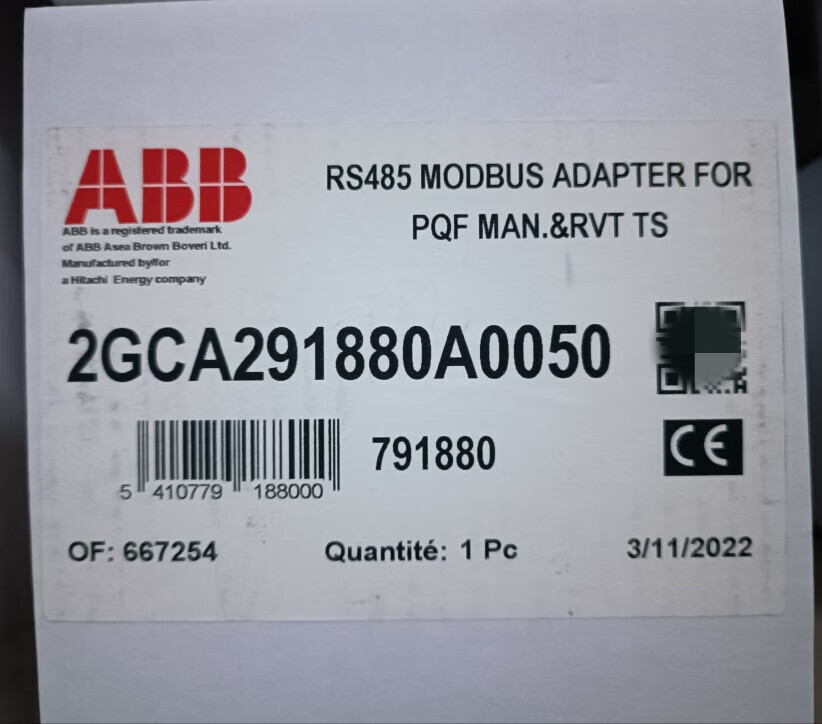 ABB
RS485 MODBUS ADAPTER FOR
PQF MAN.&RVT TS
ABB is a registered trademark
of ABB Asea Brown Boveri Ltd.
Manufactured by/for
a Hitachi Energy company
2GCA291880A0050
791880
CE
5 410779 188000
OF: 667254
Quantité: 1 Pc
3/11/2022